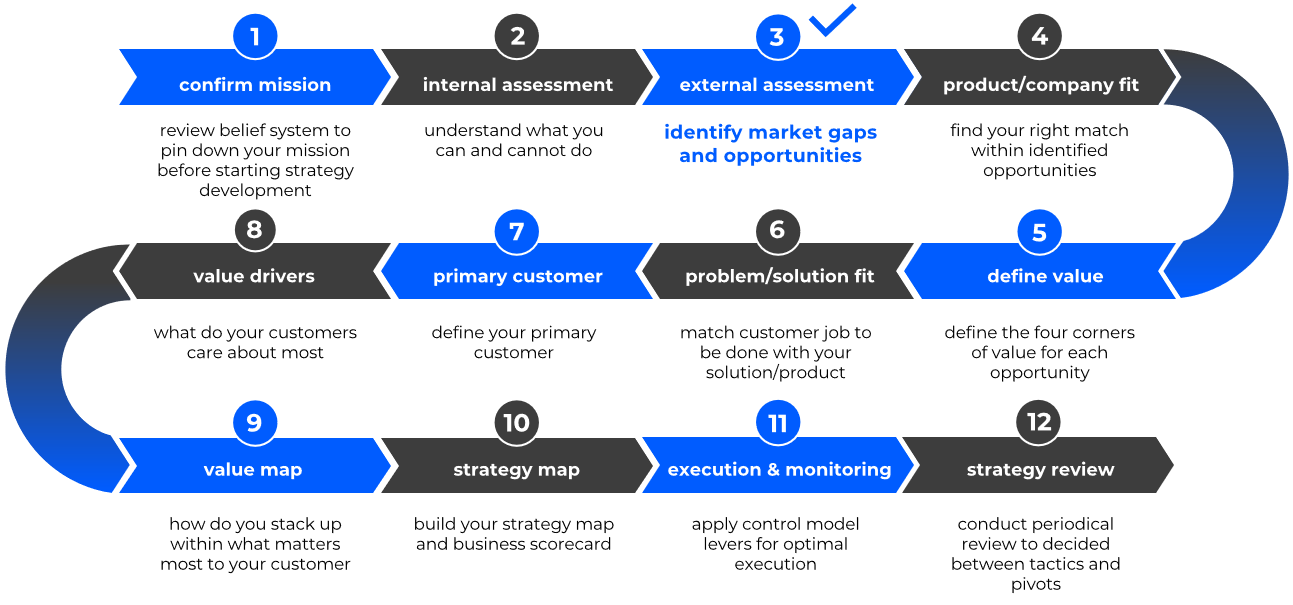 1
2
3
4
confirm mission
internal assessment
external assessment
product/company fit
review belief system to
pin down your mission
before starting strategy
development
understand what you
can and cannot do
identify market gaps
and opportunities
find your right match
within identified
opportunities
8
7
6
5
value drivers
primary customer
problem/solution fit
define value
what do your customers
care about most
define your primary
customer
match customer job to
be done with your
solution/product
define the four corners
of value for each
opportunity
9
10
11
12
value map
strategy map
execution & monitoring
strategy review
how do you stack up
within what matters
most to your customer
build your strategy map
and business scorecard
apply control model
levers for optimal
execution
conduct periodical
review to decided
between tactics and
pivots